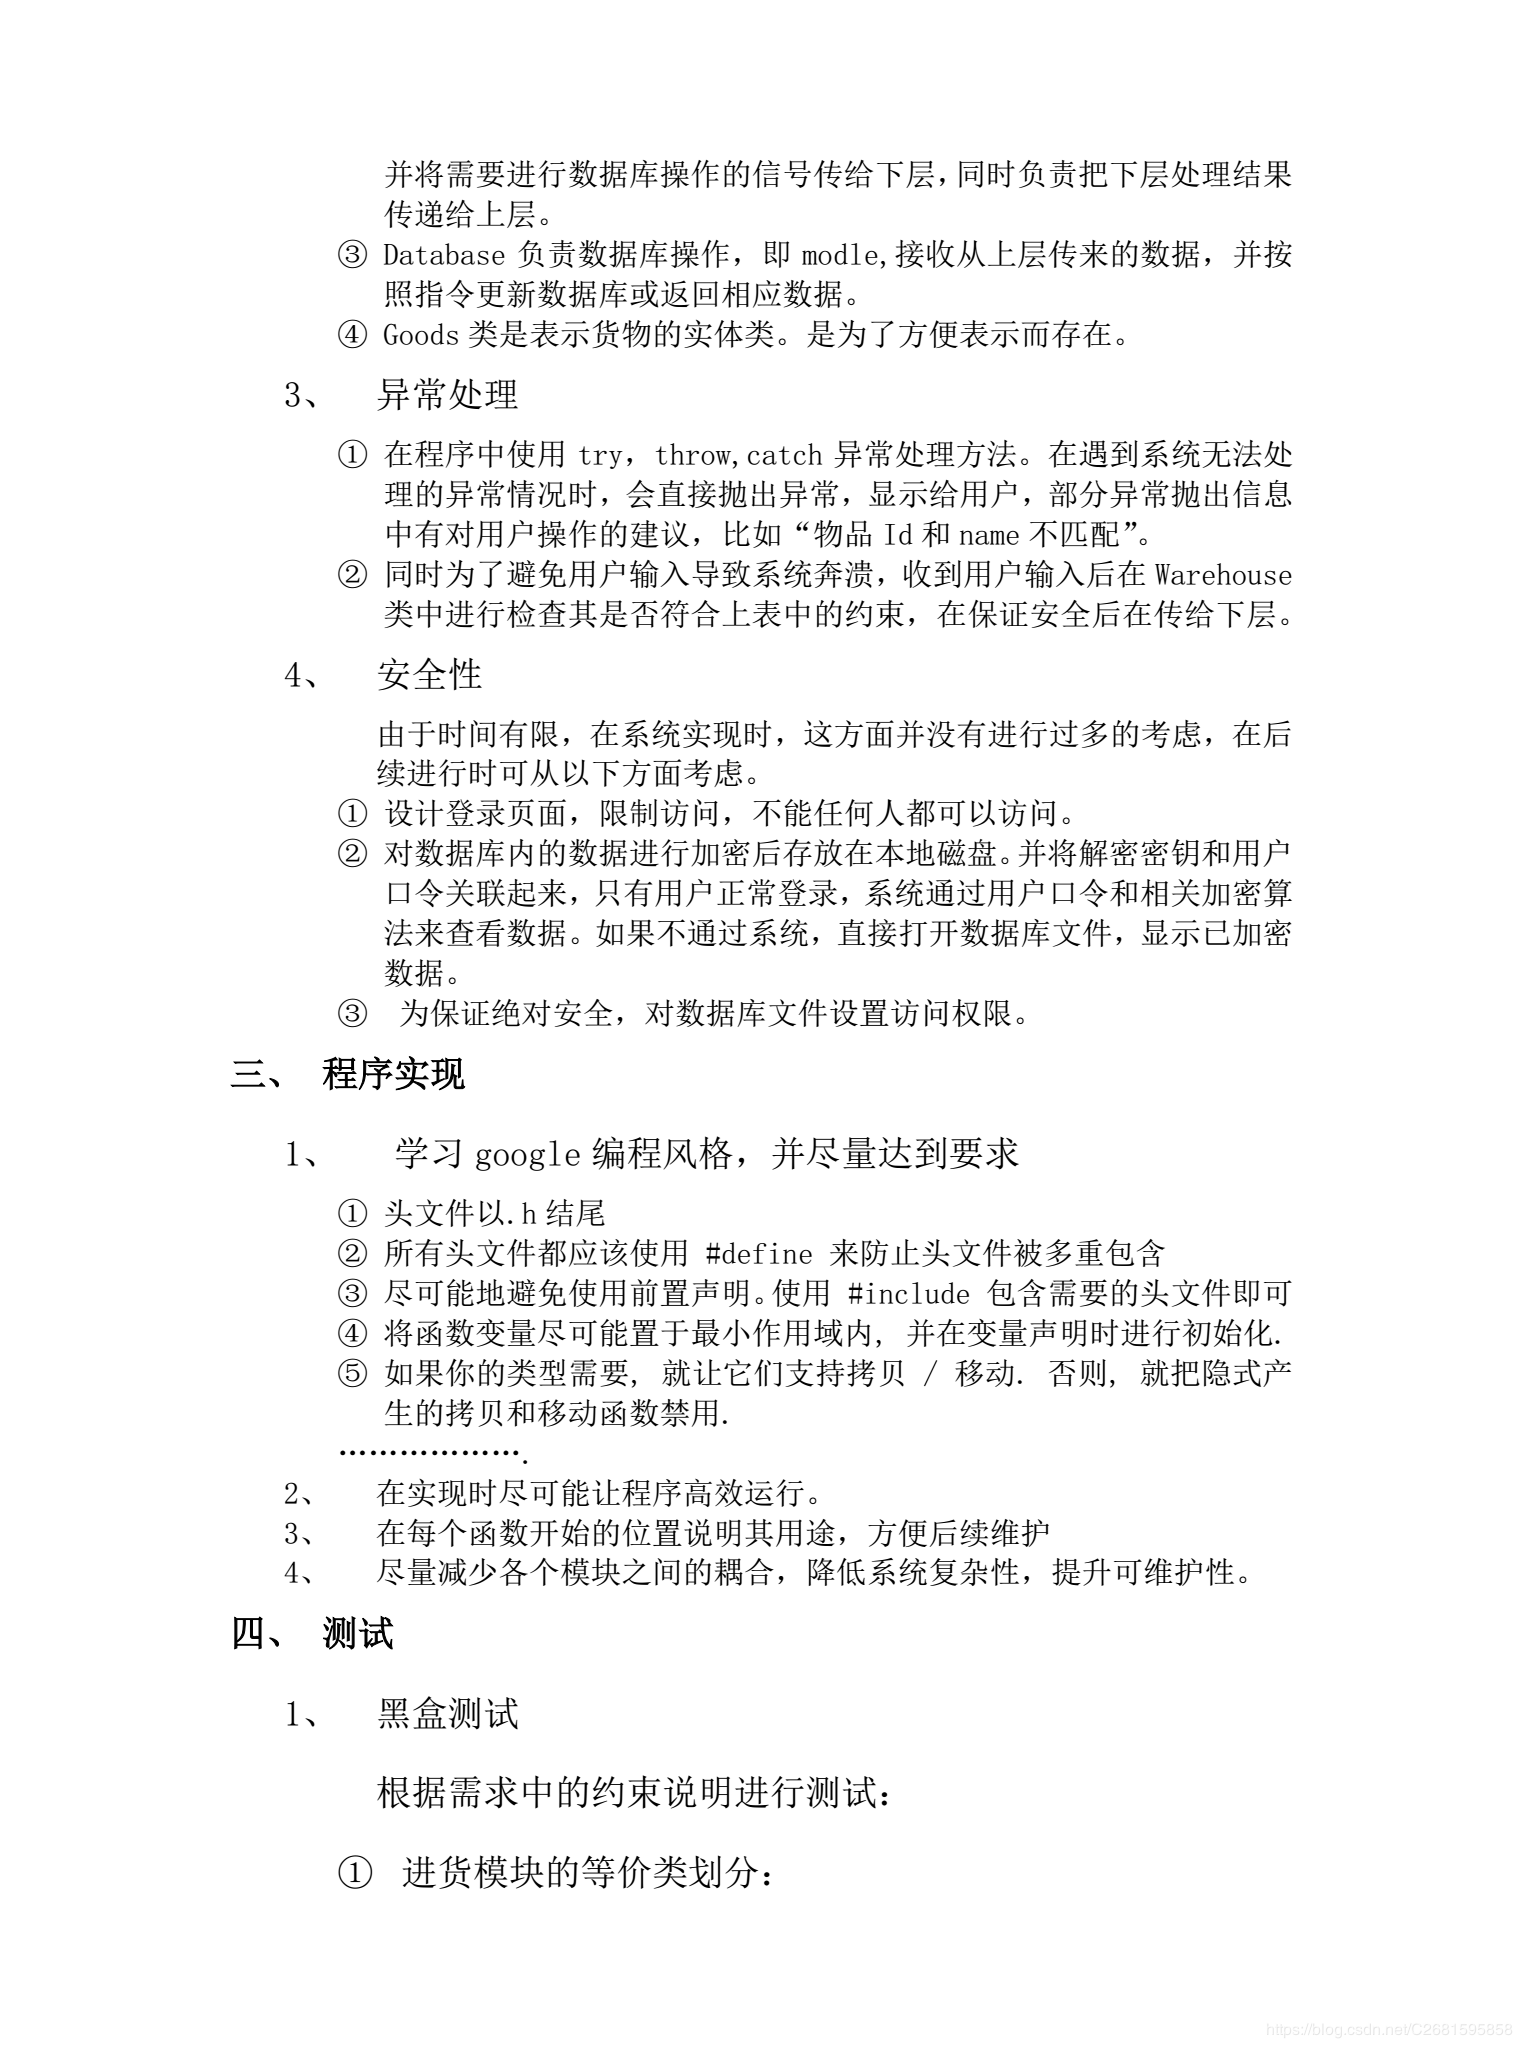 并将需要进行数据库操作的信号传给下层，同时负责把下层处理结果
传递给上层。
③ Database 负责数据库操作，即 modle,接收从上层传来的数据，并按
照指令更新数据库或返回相应数据。
④ Goods 类是表示货物的实体类。是为了方便表示而存在。
3、 异常处理
① 在程序中使用 try，throw,catch 异常处理方法。在遇到系统无法处
理的异常情况时，会直接抛出异常，显示给用户，部分异常抛出信息
中有对用户操作的建议，比如“物品 Id 和 name 不匹配”。
② 同时为了避免用户输入导致系统奔溃，收到用户输入后在 Warehouse
类中进行检查其是否符合上表中的约束，在保证安全后在传给下层。
4、 安全性
由于时间有限，在系统实现时，这方面并没有进行过多的考虑，在后
续进行时可从以下方面考虑。
① 设计登录页面，限制访问，不能任何人都可以访问。
② 对数据库内的数据进行加密后存放在本地磁盘。并将解密密钥和用户
口令关联起来，只有用户正常登录，系统通过用户口令和相关加密算
法来查看数据。如果不通过系统，直接打开数据库文件，显示已加密
数据。
③ 为保证绝对安全，对数据库文件设置访问权限。
三、 程序实现
1、 学习 google 编程风格，并尽量达到要求
① 头文件以.h 结尾
② 所有头文件都应该使用 #define 来防止头文件被多重包含
③ 尽可能地避免使用前置声明。使用 #include 包含需要的头文件即可
④ 将函数变量尽可能置于最小作用域内, 并在变量声明时进行初始化.
⑤ 如果你的类型需要, 就让它们支持拷贝 / 移动. 否则, 就把隐式产
生的拷贝和移动函数禁用.
……………….
2、 在实现时尽可能让程序高效运行。
3、 在每个函数开始的位置说明其用途，方便后续维护
4、 尽量减少各个模块之间的耦合，降低系统复杂性，提升可维护性。
四、 测试
1、 黑盒测试
根据需求中的约束说明进行测试：
① 进货模块的等价类划分：
https://blog.csdn.net/C2681595858